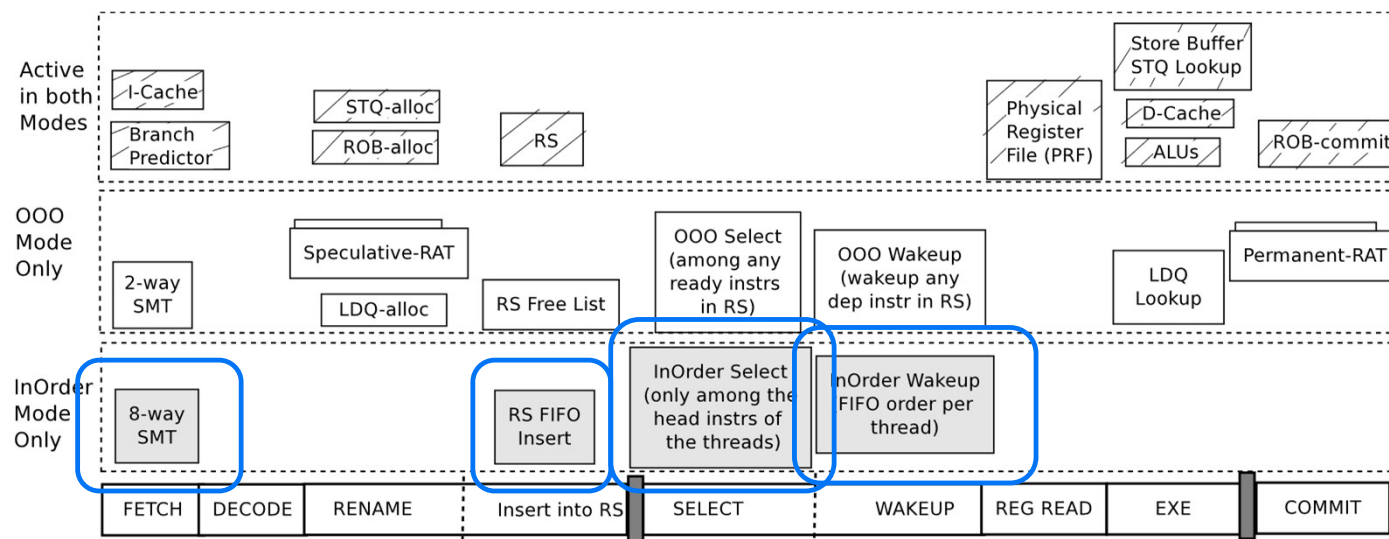 Active
in both
Modes
I-Cache
Branch
Predictor
STQ-alloc
ROB-alloc
RS
Physical
Register
File (PRF)
Store Buffer
STQ Lookup
D-Cache
ALUs
ROB-commit
OOO
Mode
Only
2-way
SMT
Speculative-RAT
LDQ-alloc
RS Free List
OOO Select
(among any
ready instrs
in RS)
OOO Wakeup
(wakeup any
dep instr in RS)
LDQ
Lookup
Permanent-RAT
InOrder
Mode
Only
8-way
SMT
RS FIFO
Insert
InOrder Select
(only among the
head instrs of
the threads)
InOrder Wakeup
(FIFO order per
thread)
FETCH
DECODE
RENAME
Insert into RS
SELECT
WAKEUP
REG READ
EXE
COMMIT